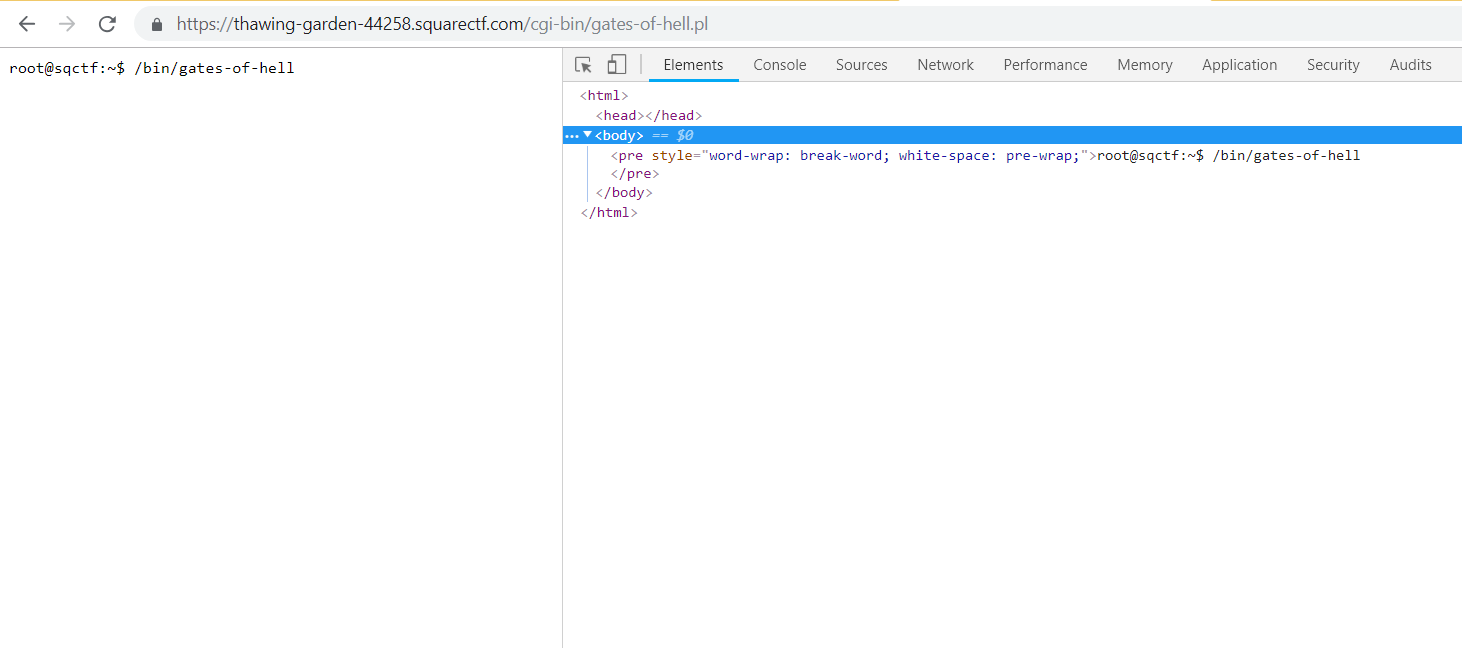 https://thawing-garden-44258.squarectf.com/cgi-bin/gates-of-hell.pl
root@sqctf:~$ /bin/gates-of-hell
Elements Console Sources Network Performance Memory Application Security Audits
<html>
<head></head>
...▼<body> == $0
<pre style="word-wrap: break-word; white-space: pre-wrap;">root@sqctf:~$ /bin/gates-of-hell
</pre>
</body>
</html>